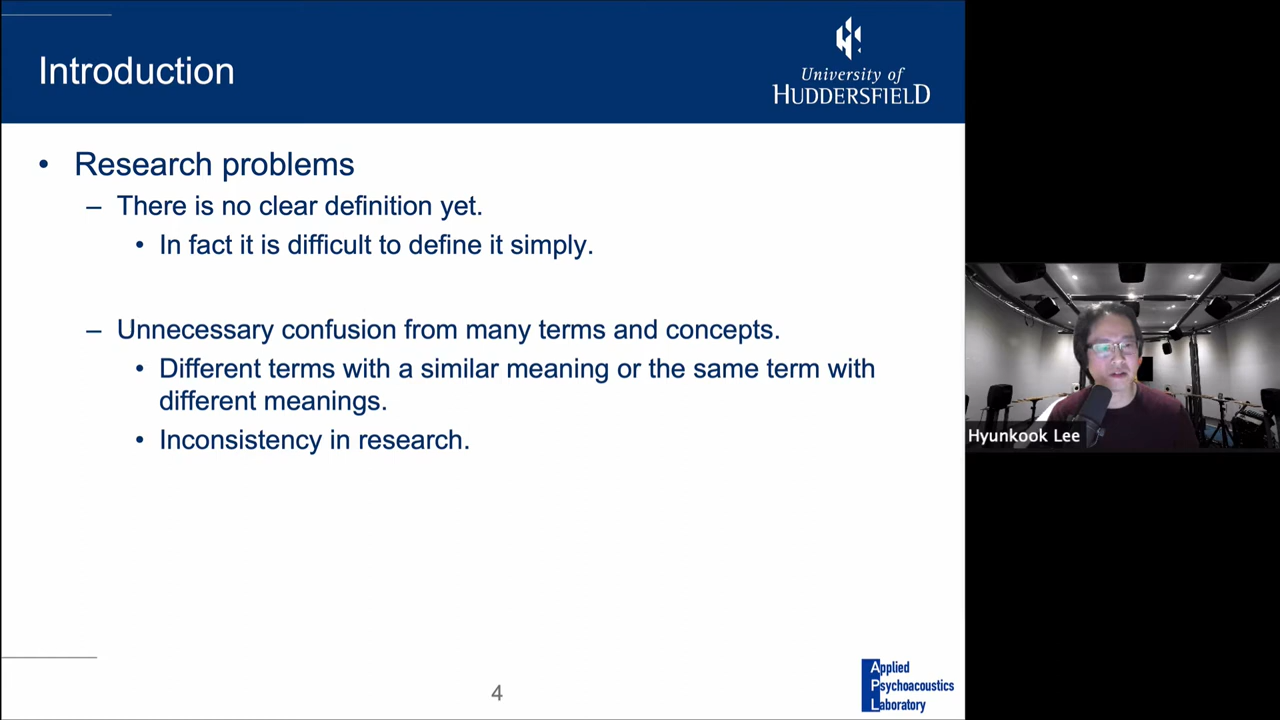 Introduction
University of
HUDDERSFIELD
• Research problems
– There is no clear definition yet.
• In fact it is difficult to define it simply.
– Unnecessary confusion from many terms and concepts.
• Different terms with a similar meaning or the same term with
different meanings.
• Inconsistency in research.
Hyunkook Lee
4
Applied
Psychoacoustics
Laboratory